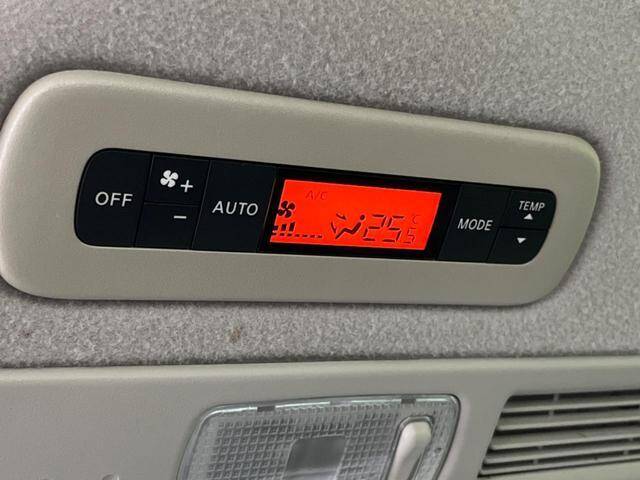 OFF
+
-
AUTO
A/C
25.5 °C
MODE
TEMP